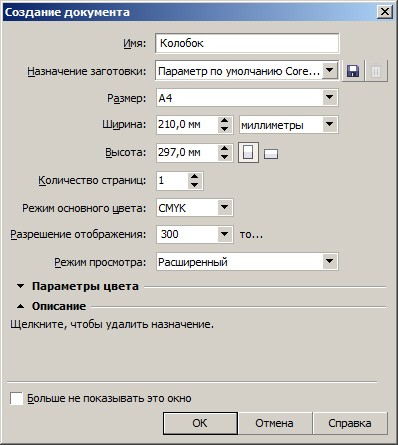 Создание документа
Имя: Колобок
Назначение заготовки: Параметр по умолчанию Core...
Размер: A4
Ширина: 210,0 мм миллиметры
Высота: 297,0 мм
Количество страниц: 1
Режим основного цвета: CMYK
Разрешение отображения: 300 то...
Режим просмотра: Расширенный
Параметры цвета
Описание
Щелкните, чтобы удалить назначение.
Больше не показывать это окно
ОК Отмена Справка